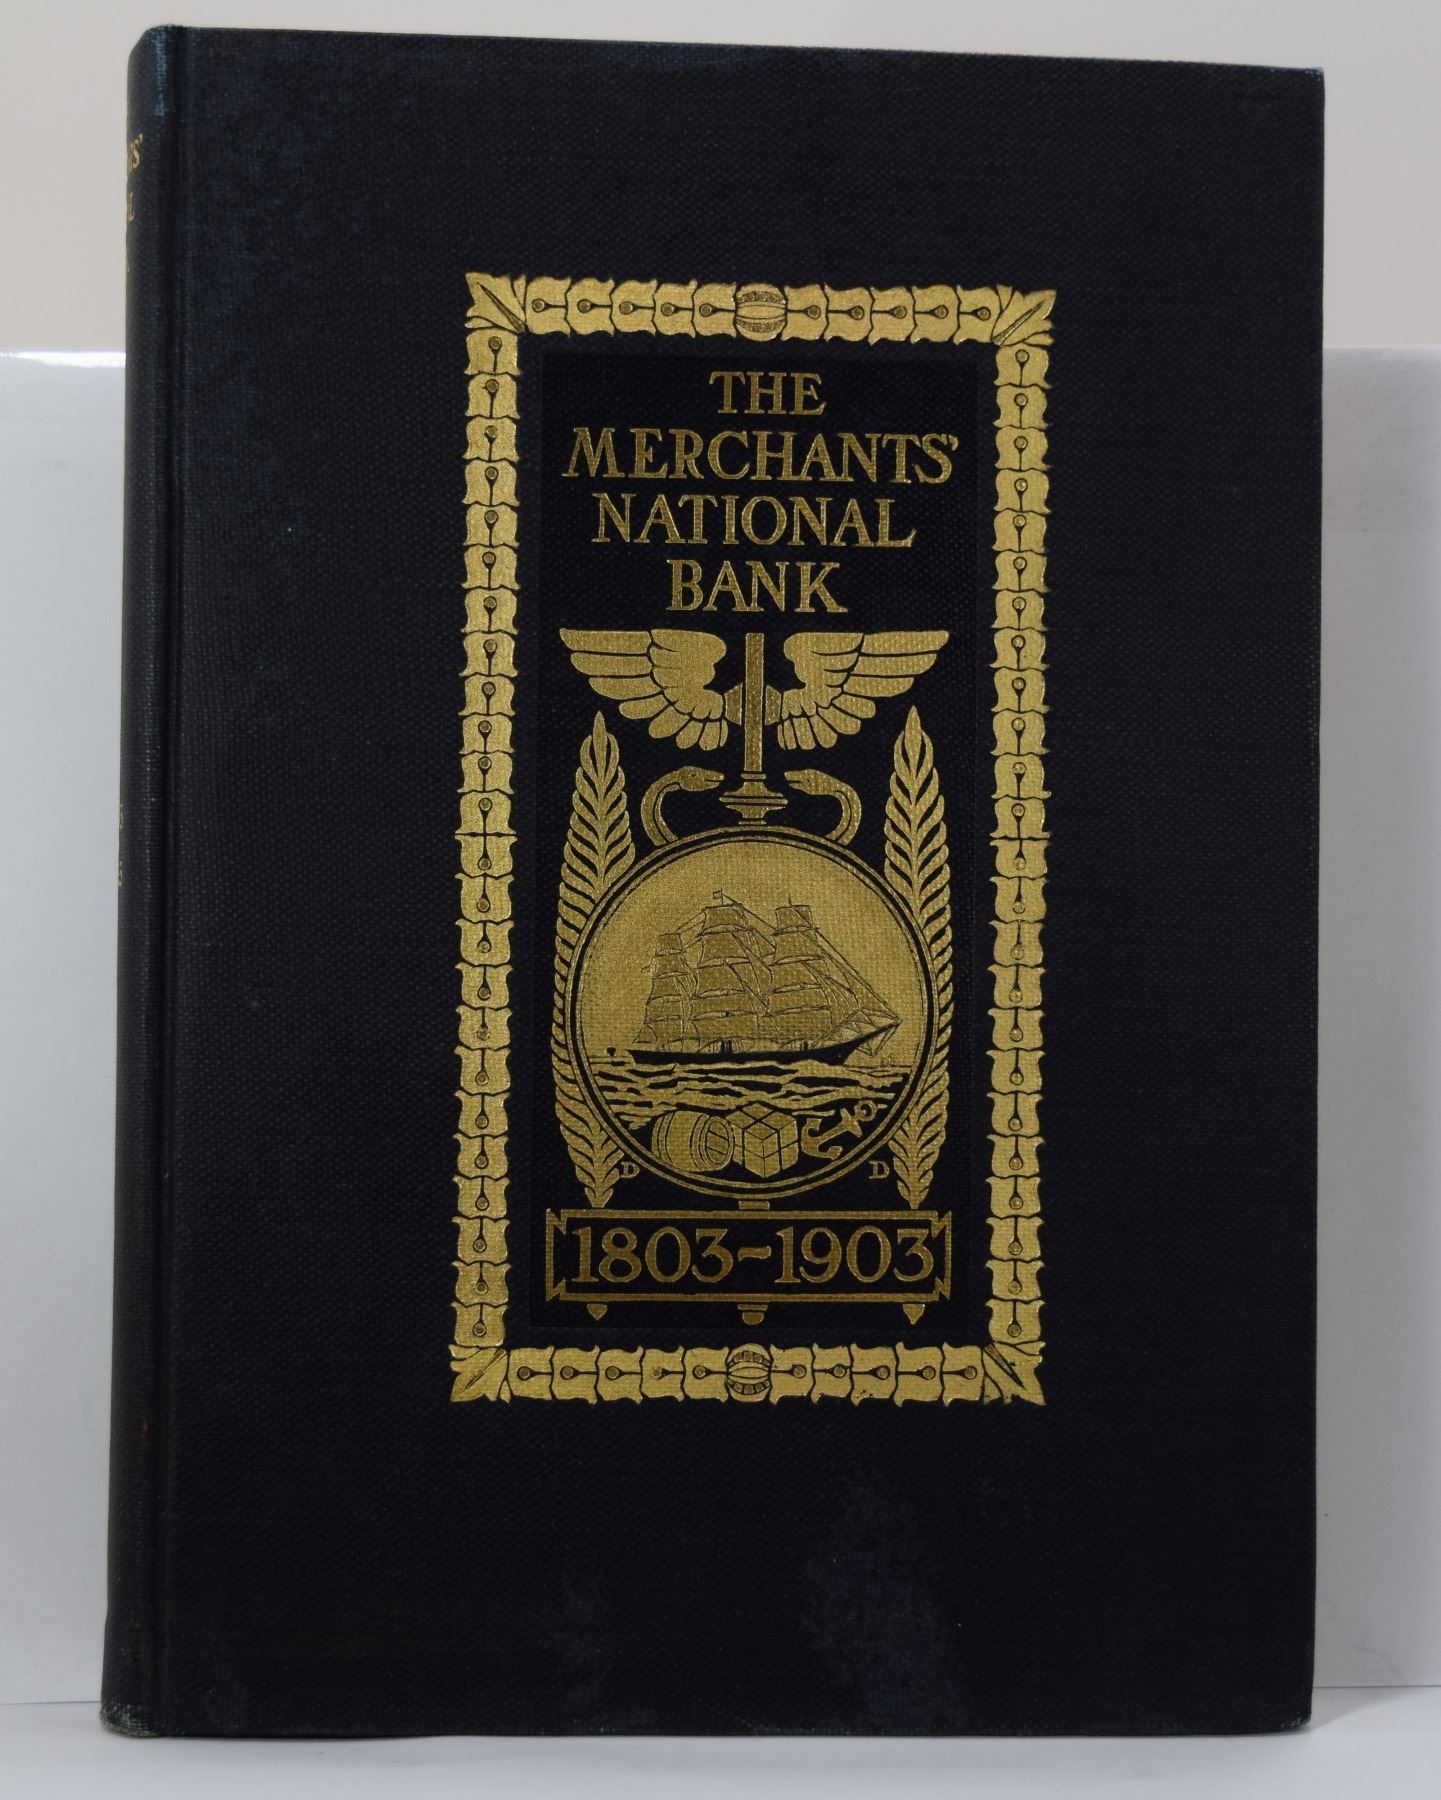 THE
MERCHANTS'
NATIONAL
BANK
D D
1803-1903